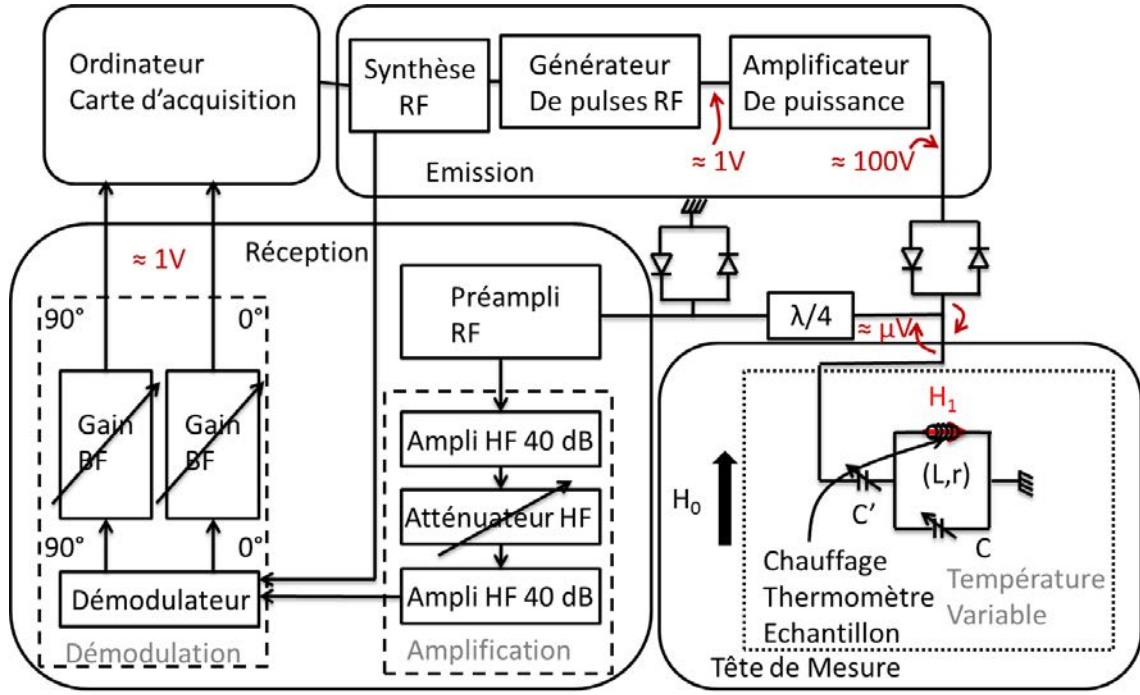 Ordinateur
Carte d'acquisition
Synthèse
RF
Générateur
De pulses RF
Amplificateur
De puissance
≈ 1V
≈ 100V
Emission
≈ 1V
Réception
90°
0°
Préampli
RF
λ/4
≈ μV
Gain
BF
Gain
BF
Ampli HF 40 dB
Atténuateur HF
Ampli HF 40 dB
Amplification
90°
0°
Démodulateur
Démodulation
H₁
(L,r)
H₀
C'
C
Chauffage
Thermomètre
Echantillon
Température
Variable
Tête de Mesure